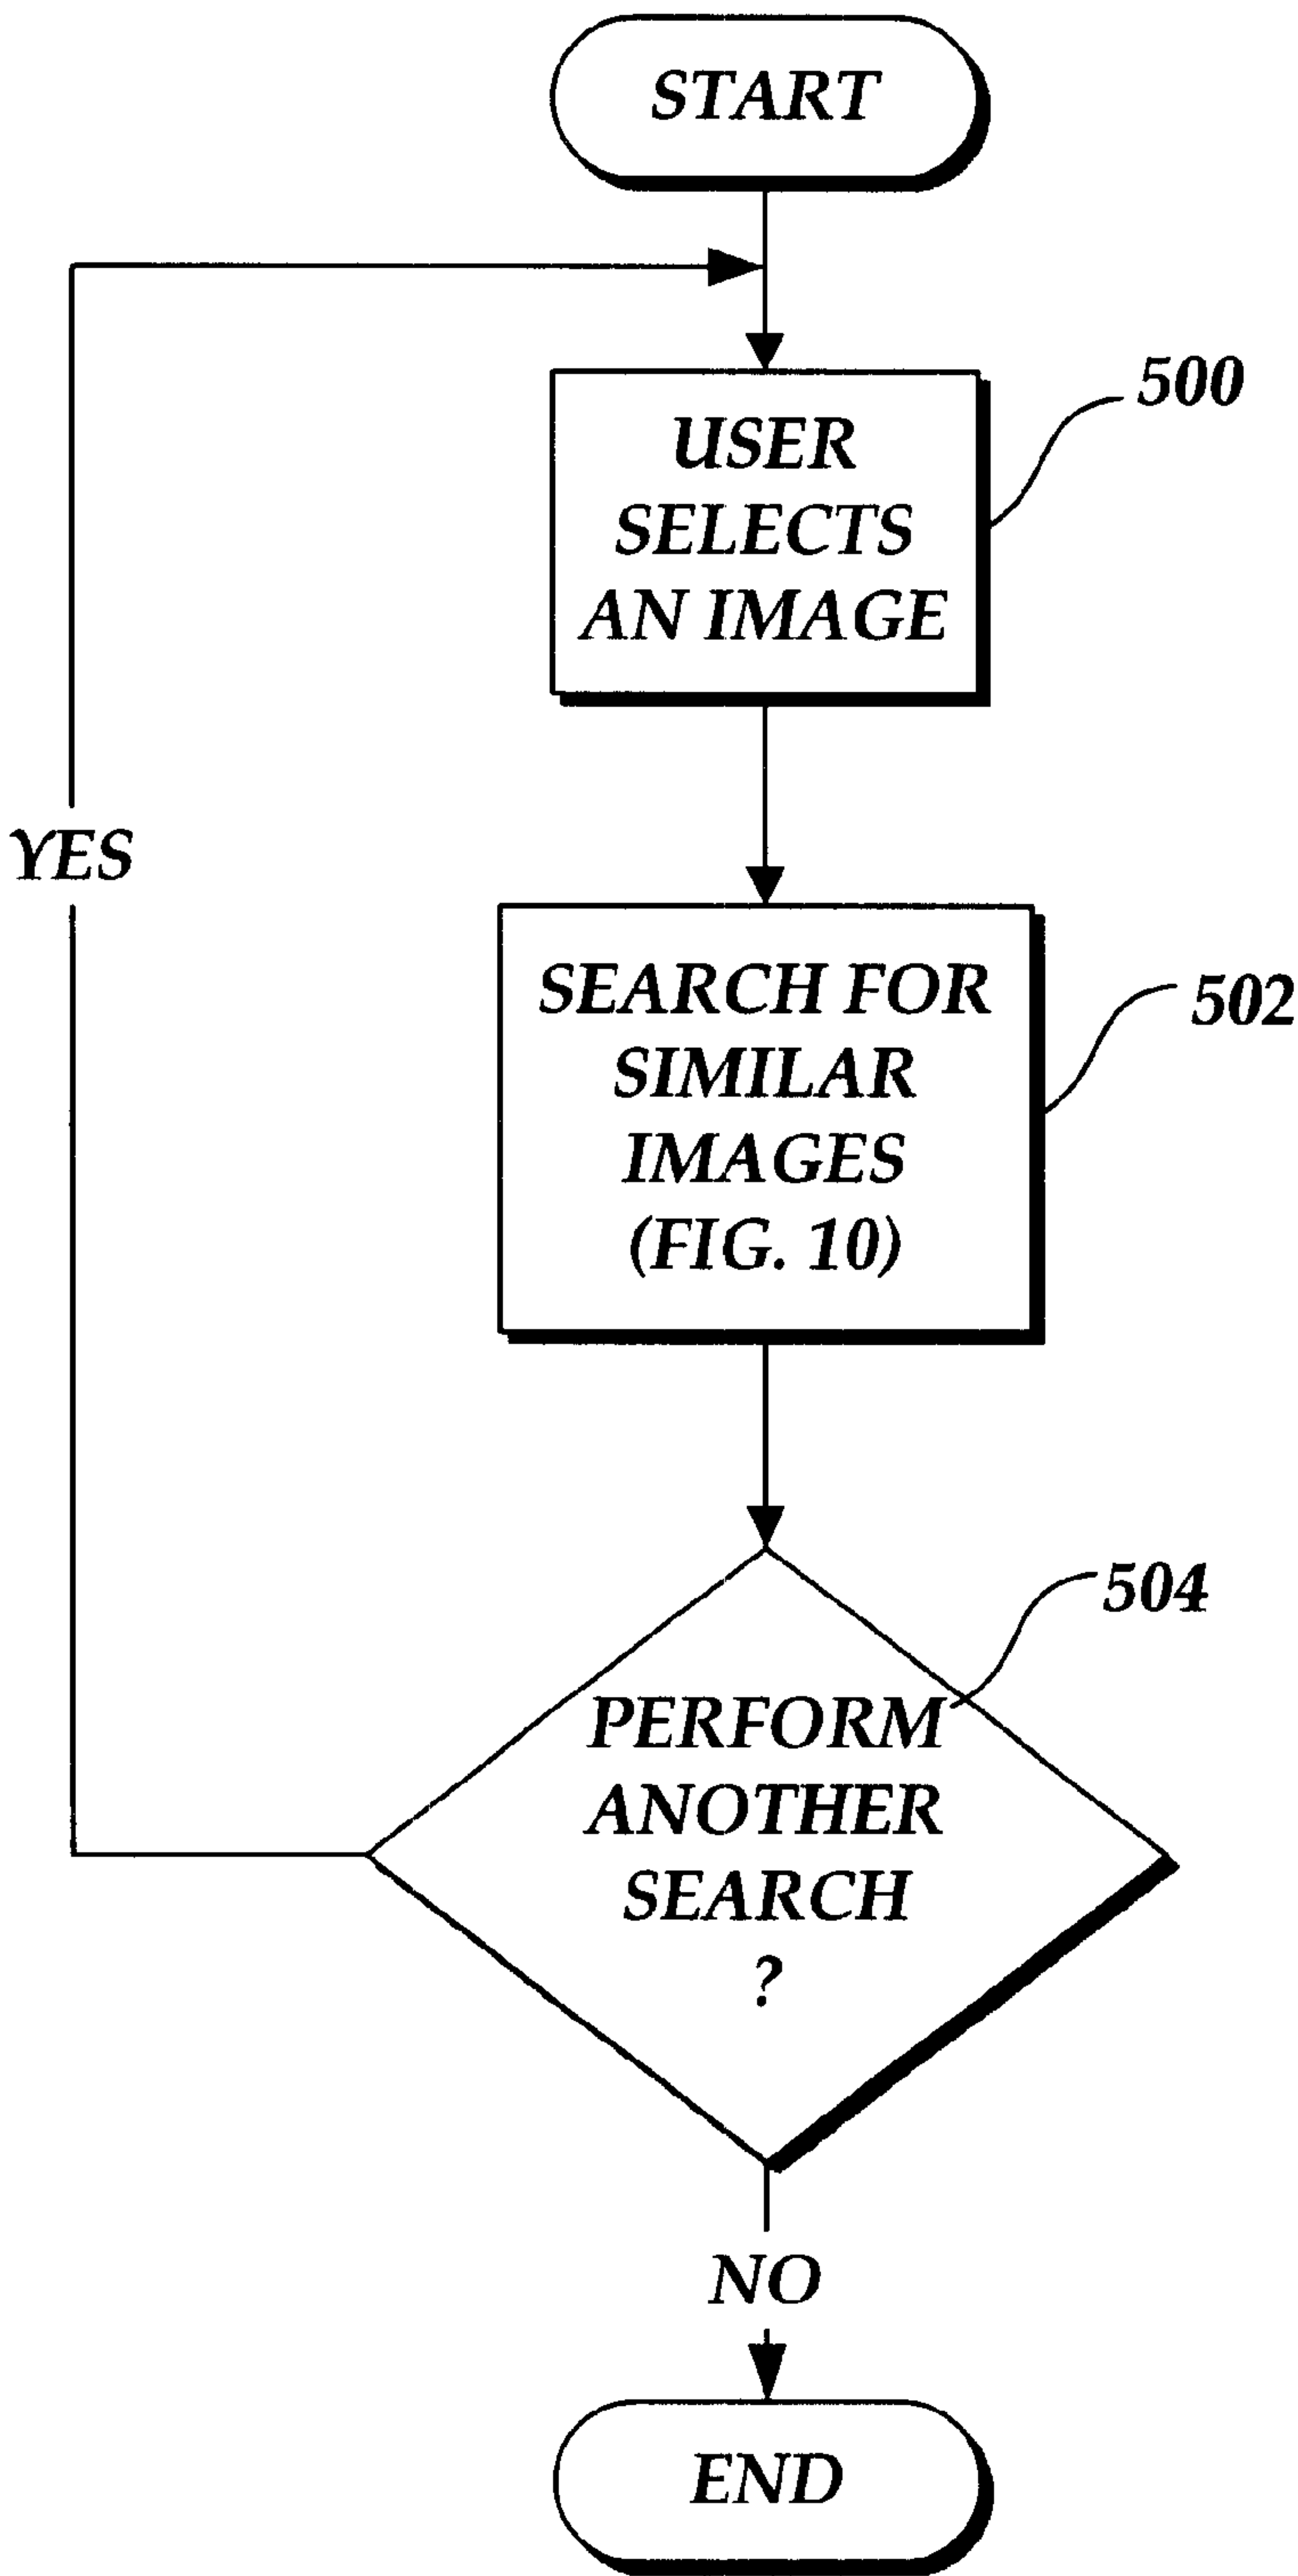 START
USER
SELECTS
AN IMAGE
500
YES
SEARCH FOR
SIMILAR
IMAGES
(FIG. 10)
502
PERFORM
ANOTHER
SEARCH
?
504
NO
END